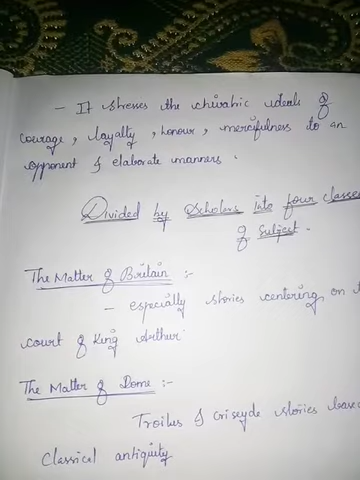 - It stresses the chivalric ideals of
courage, loyalty, honour, mercifulness to an
opponent & elaborate manners.
Divided by Scholars into four classes
of Subject.
The Matter of Britain :-
- especially stories centering on
court of King Arthur
The Matter of Rome :-
Troilus & criseyde stories base
Classical antiquity